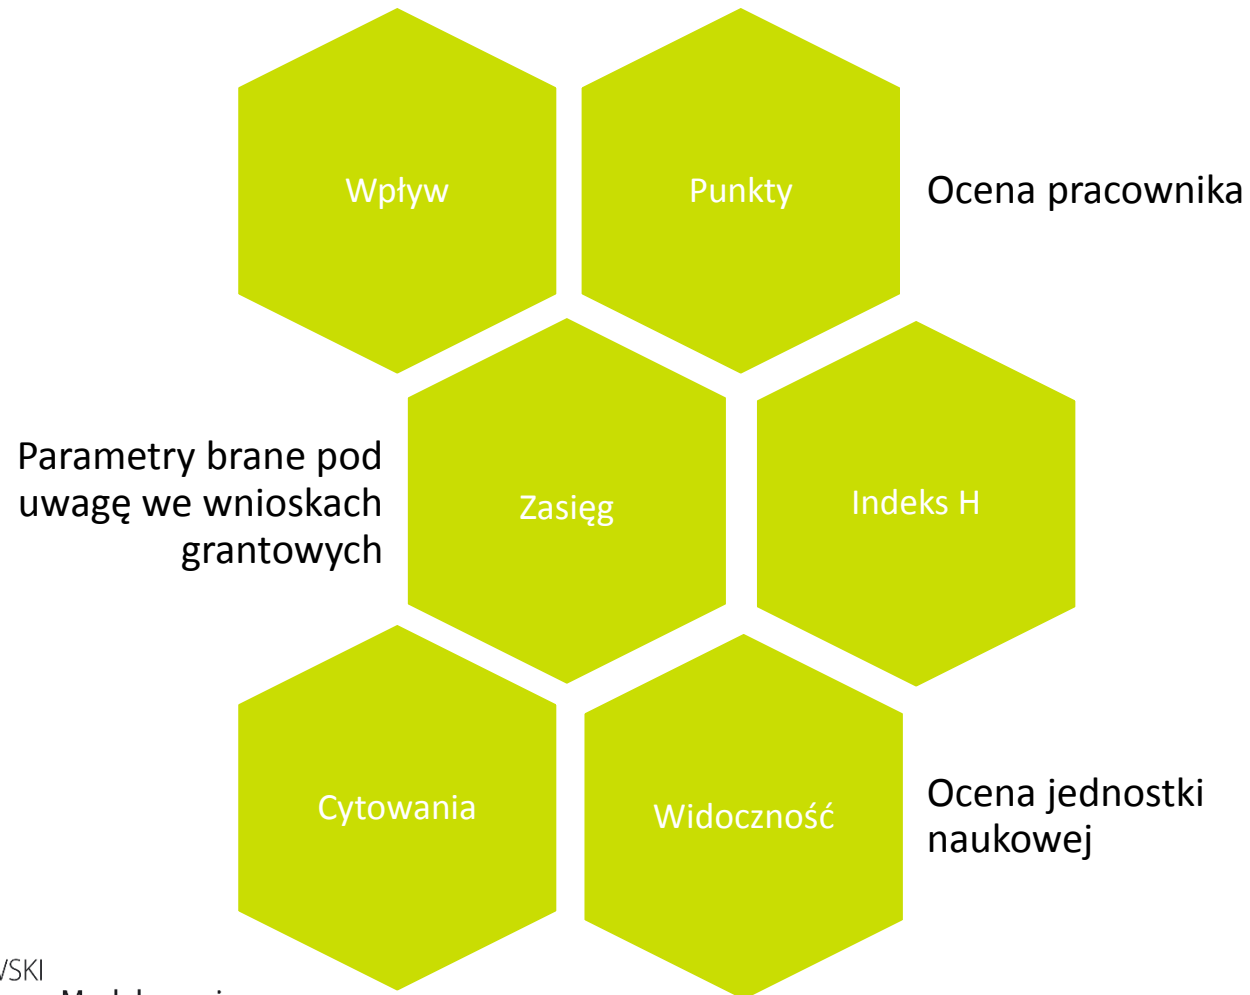 Wpływ
Punkty
Ocena pracownika
Parametry brane pod
uwagę we wnioskach
grantowych
Zasięg
Indeks H
Cytowania
Widoczność
Ocena jednostki
naukowej